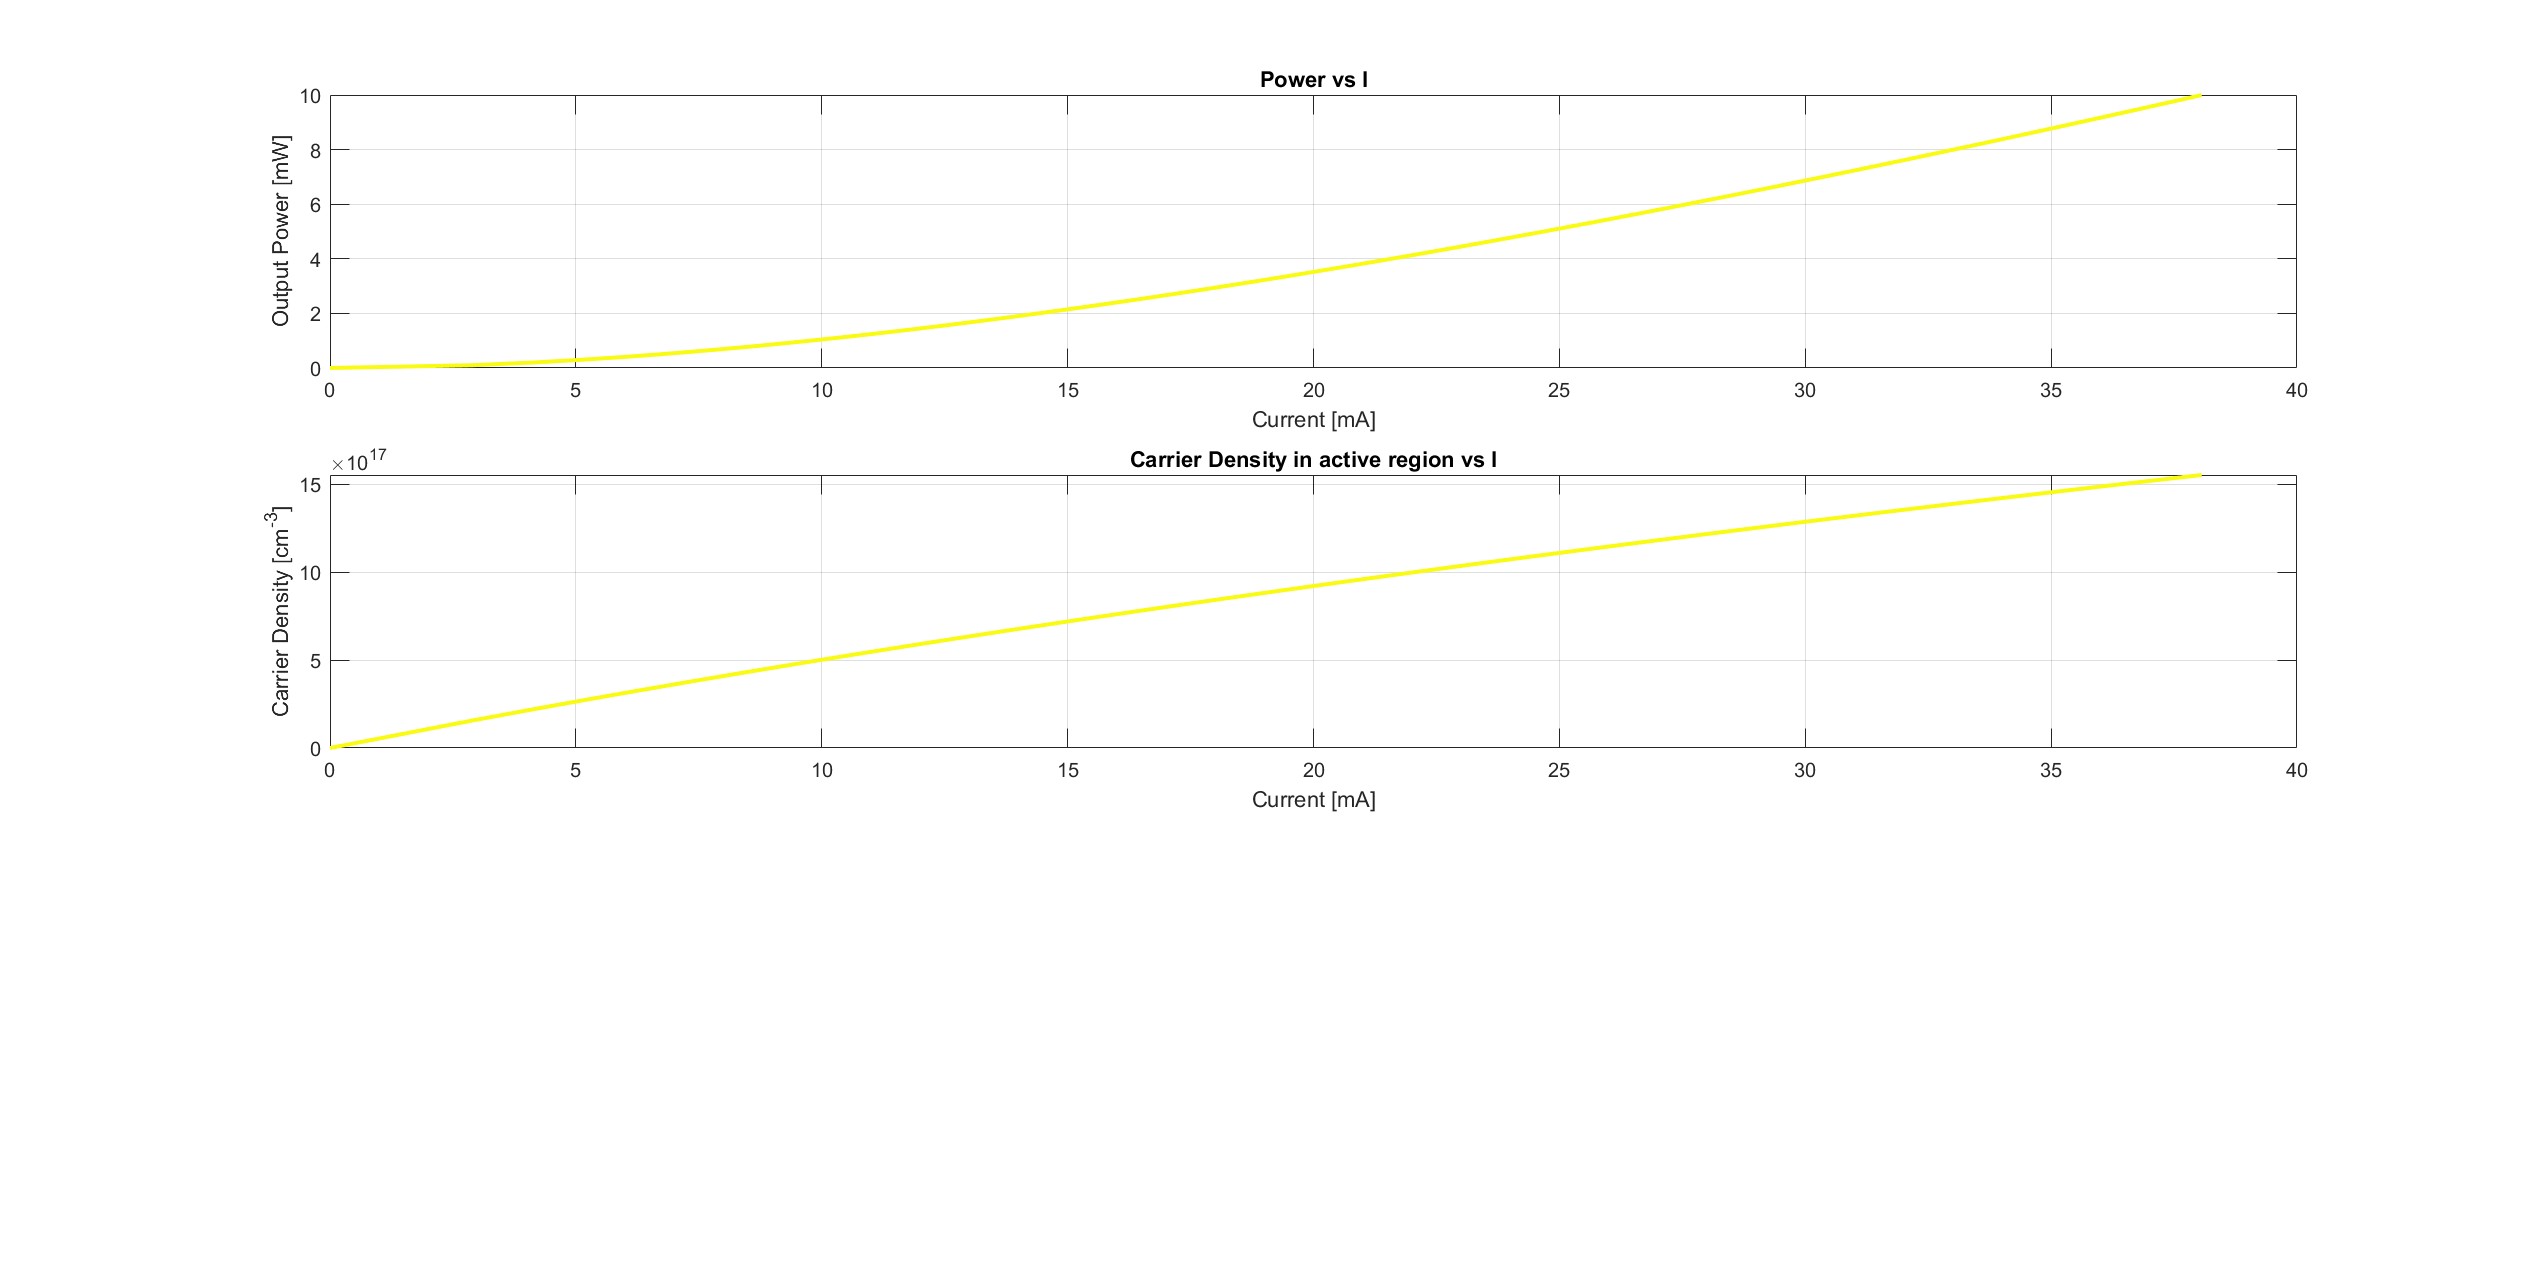 Power vs I
10
8
6
4
2
0
Output Power [mW]
0 5 10 15 20 25 30 35 40
Current [mA]
×10^17
Carrier Density in active region vs I
15
10
5
0
Carrier Density [cm^-3]
0 5 10 15 20 25 30 35 40
Current [mA]